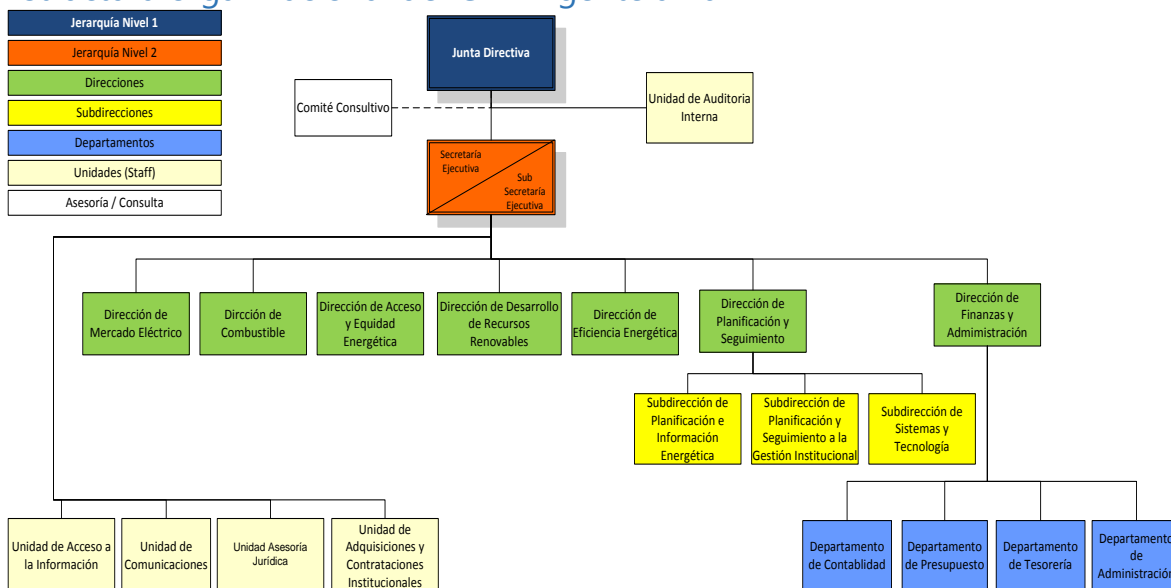 Jerarquía Nivel 1
Jerarquía Nivel 2
Direcciones
Subdirecciones
Departamentos
Unidades (Staff)
Asesoría / Consulta
Junta Directiva
Comité Consultivo
Unidad de Auditoria
Interna
Secretaría
Ejecutiva
Sub
Secretaría
Ejecutiva
Dirección de
Mercado Eléctrico
Dircción de
Combustible
Dirección de Acceso
y Equidad
Energética
Dirección de Desarrollo
de Recursos
Renovables
Dirección de
Eficiencia Energética
Dirección de
Planificación y
Seguimiento
Dirección de
Finanzas y
Administración
Subdirección de
Planificación e
Información
Energética
Subdirección de
Planificación y
Seguimiento a la
Gestión Institucional
Subdirección de
Sistemas y
Tecnología
Unidad de Acceso a
la Información
Unidad de
Comunicaciones
Unidad Asesoría
Jurídica
Unidad de
Adquisiciones y
Contrataciones
Institucionales
Departamento
de Contablidad
Departamento
de Presupuesto
Departamento
de Tesorería
Departamento
de
Administración